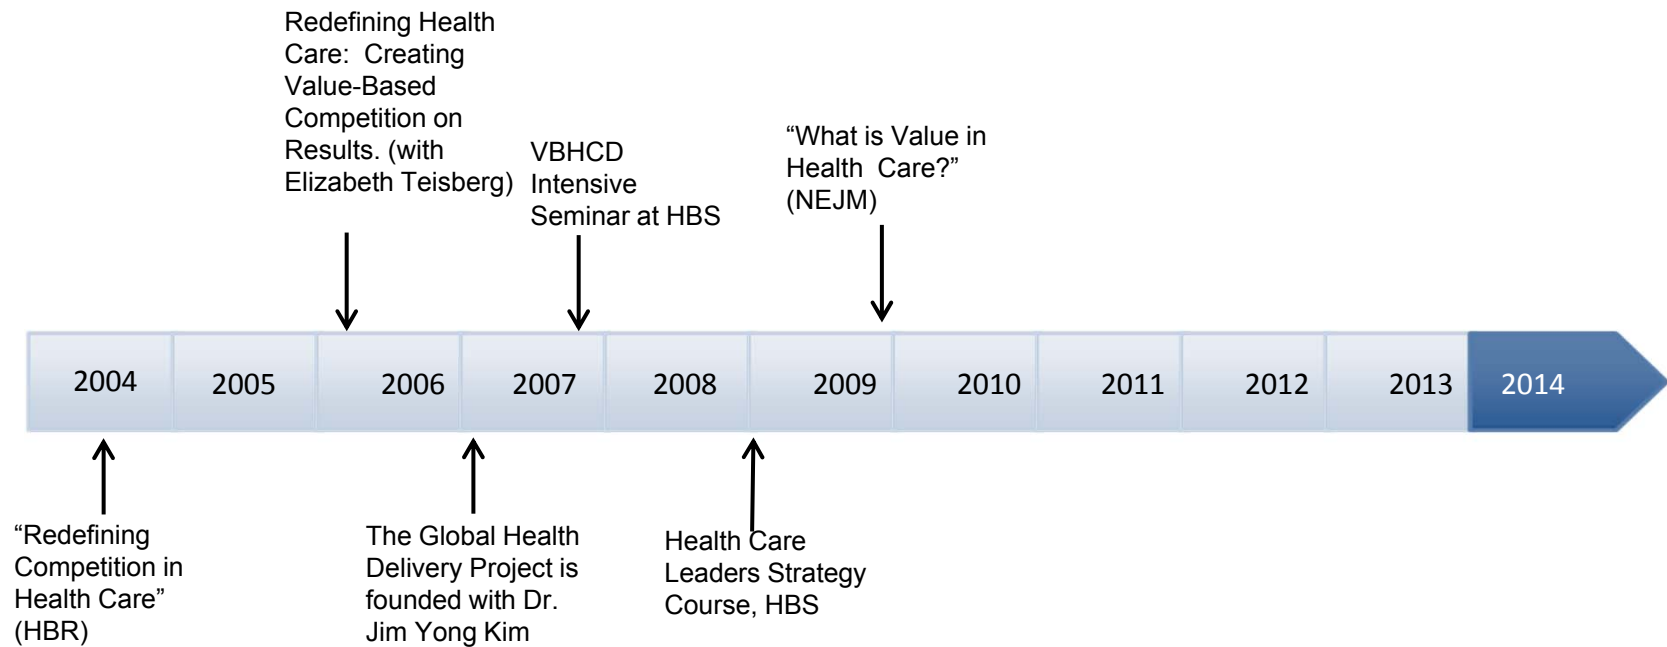 Redefining Health
Care:  Creating
Value-Based
Competition on
Results. (with
Elizabeth Teisberg)
VBHCD
Intensive
Seminar at HBS
“What is Value in
Health  Care?”
(NEJM)
2004
2005
2006
2007
2008
2009
2010
2011
2012
2013
2014
“Redefining
Competition in
Health Care”
(HBR)
The Global Health
Delivery Project is
founded with Dr.
Jim Yong Kim
Health Care
Leaders Strategy
Course, HBS